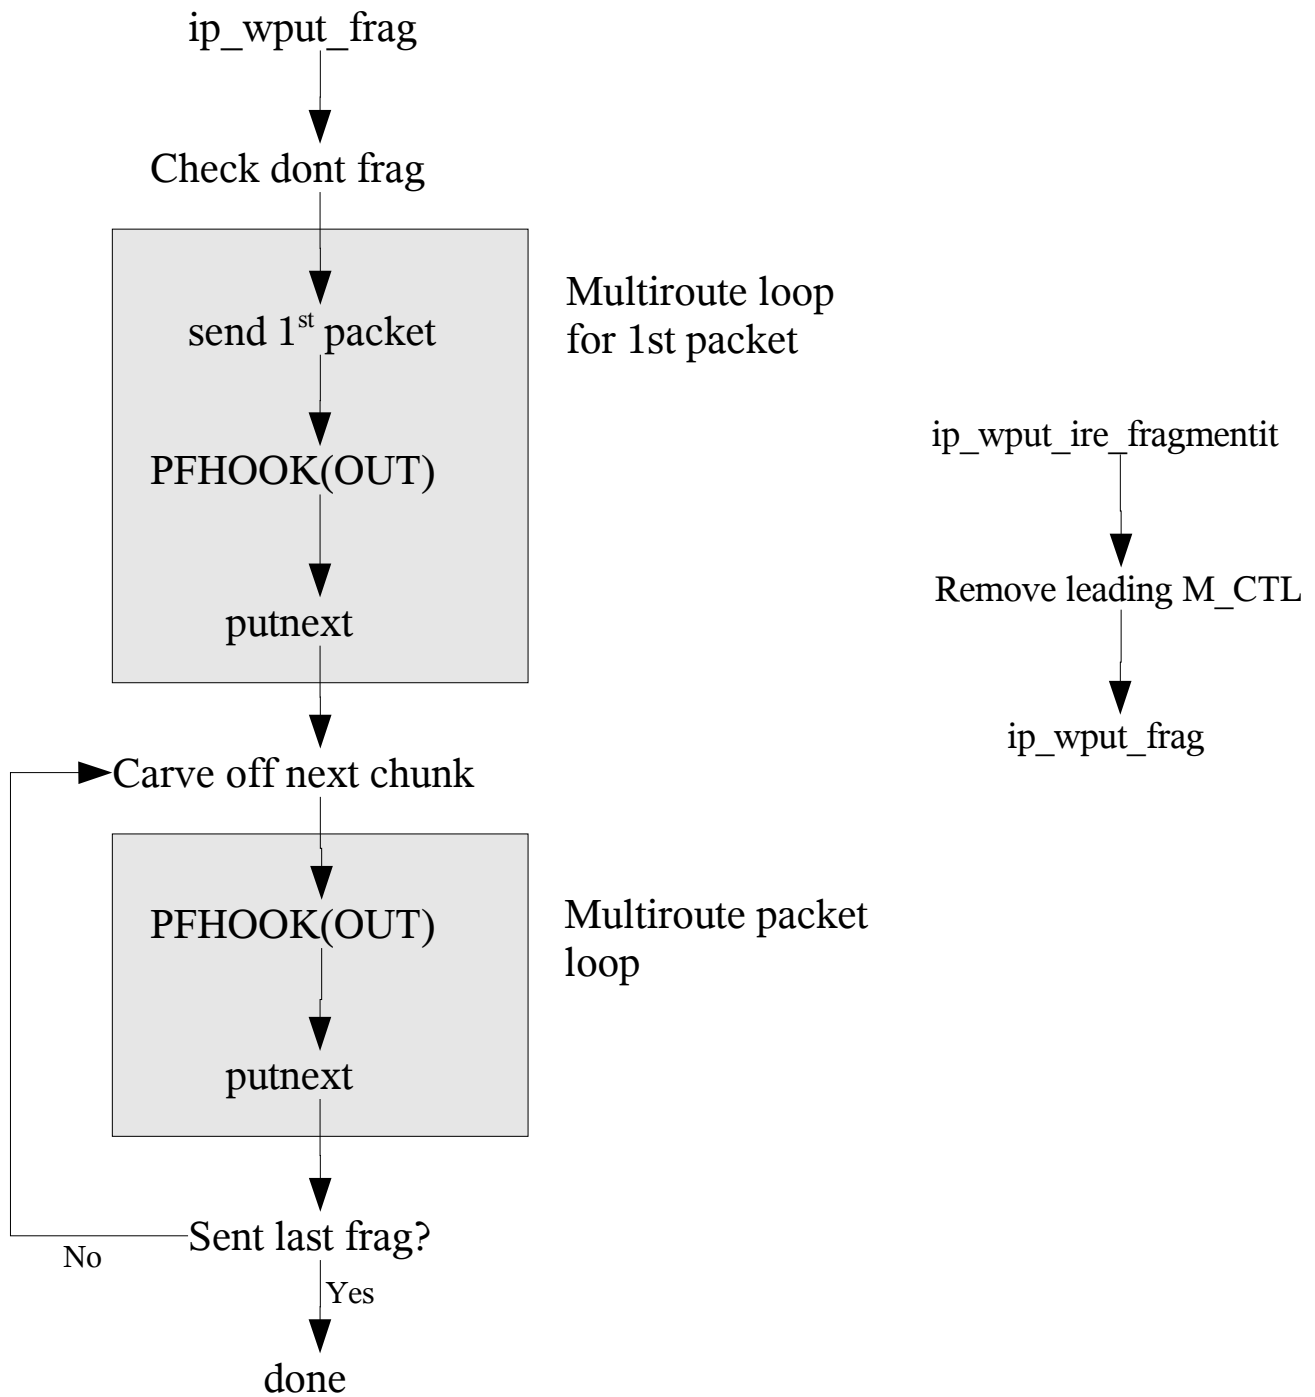 ip_wput_frag
Check dont frag
send 1st packet
PFHOOK(OUT)
putnext
Multiroute loop
for 1st packet
Carve off next chunk
PFHOOK(OUT)
putnext
Multiroute packet
loop
Sent last frag?
No
Yes
done
ip_wput_ire_fragmentit
Remove leading M_CTL
ip_wput_frag